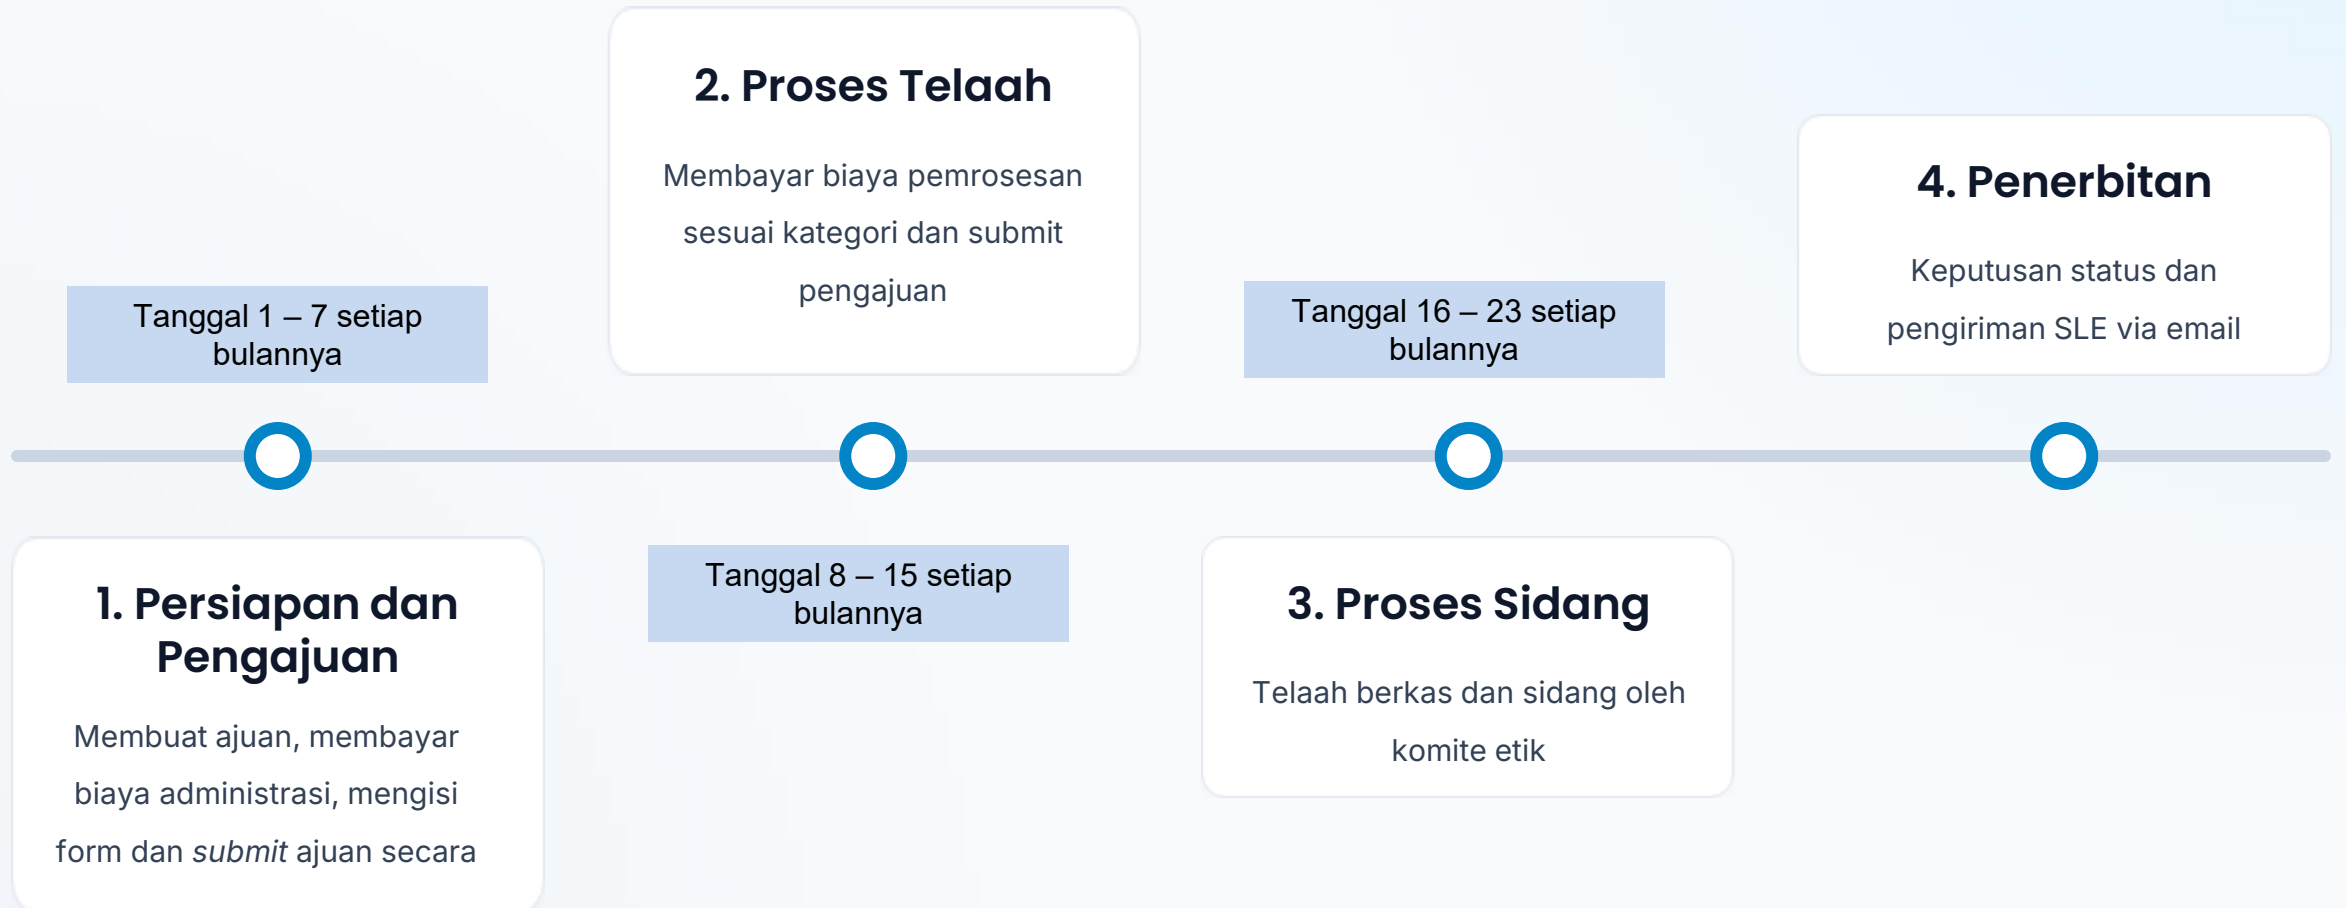 Tanggal 1 – 7 setiap
bulannya
1. Persiapan dan
Pengajuan
Membuat ajuan, membayar
biaya administrasi, mengisi
form dan submit ajuan secara
2. Proses Telaah
Membayar biaya pemrosesan
sesuai kategori dan submit
pengajuan
Tanggal 8 – 15 setiap
bulannya
Tanggal 16 – 23 setiap
bulannya
3. Proses Sidang
Telaah berkas dan sidang oleh
komite etik
4. Penerbitan
Keputusan status dan
pengiriman SLE via email